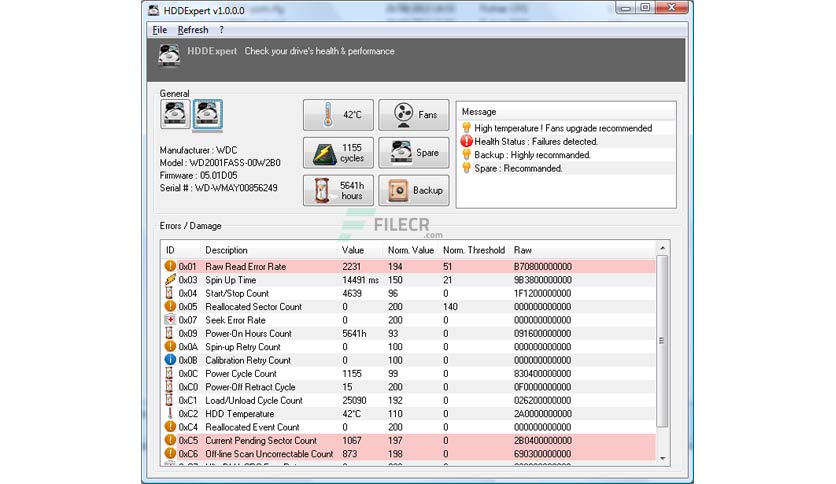 HDDExpert v1.0.0.0
File Refresh ?
HDDExpert Check your drive's health & performance
General
42°C Fans
1155 cycles Spare
5641h hours Backup
Manufacturer : WDC
Model : WD2001FASS-00W2B0
Firmware : 05.01D05
Serial # : WD-WMAY00856249
Message
High temperature ! Fans upgrade recommended
Health Status : Failures detected.
Backup : Highly recommanded.
Spare : Recommanded.
FILECR
.com
Errors / Damage
ID Description Value Norm. Value Norm. Threshold Raw
0x01 Raw Read Error Rate 2231 194 51 B70800000000
0x03 Spin Up Time 14491 ms 150 21 9B3800000000
0x04 Start/Stop Count 4639 96 0 1F1200000000
0x05 Reallocated Sector Count 0 200 140 000000000000
0x07 Seek Error Rate 0 200 0 000000000000
0x09 Power-On Hours Count 5641h 93 0 091600000000
0x0A Spin-up Retry Count 0 100 0 000000000000
0x0B Calibration Retry Count 0 100 0 000000000000
0x0C Power Cycle Count 1155 99 0 830400000000
0xC0 Power-Off Retract Cycle 15 200 0 0F0000000000
0xC1 Load/Unload Cycle Count 25090 192 0 026200000000
0xC2 HDD Temperature 42°C 110 0 2A0000000000
0xC4 Reallocated Event Count 0 200 0 000000000000
0xC5 Current Pending Sector Count 1067 197 0 2B0400000000
0xC6 Off-line Scan Uncorrectable Count 873 198 0 690300000000